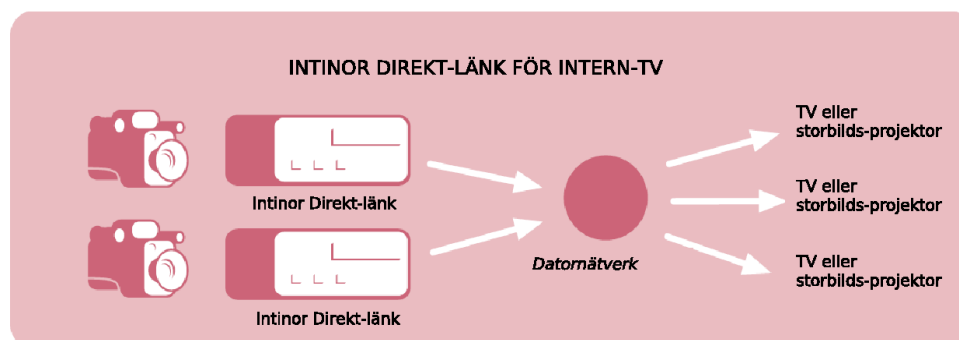 INTINOR DIREKT-LÄNK FÖR INTERN-TV
Intinor Direkt-länk
Intinor Direkt-länk
Datornätverk
TV eller
storbilds-projektor
TV eller
storbilds-projektor
TV eller
storbilds-projektor